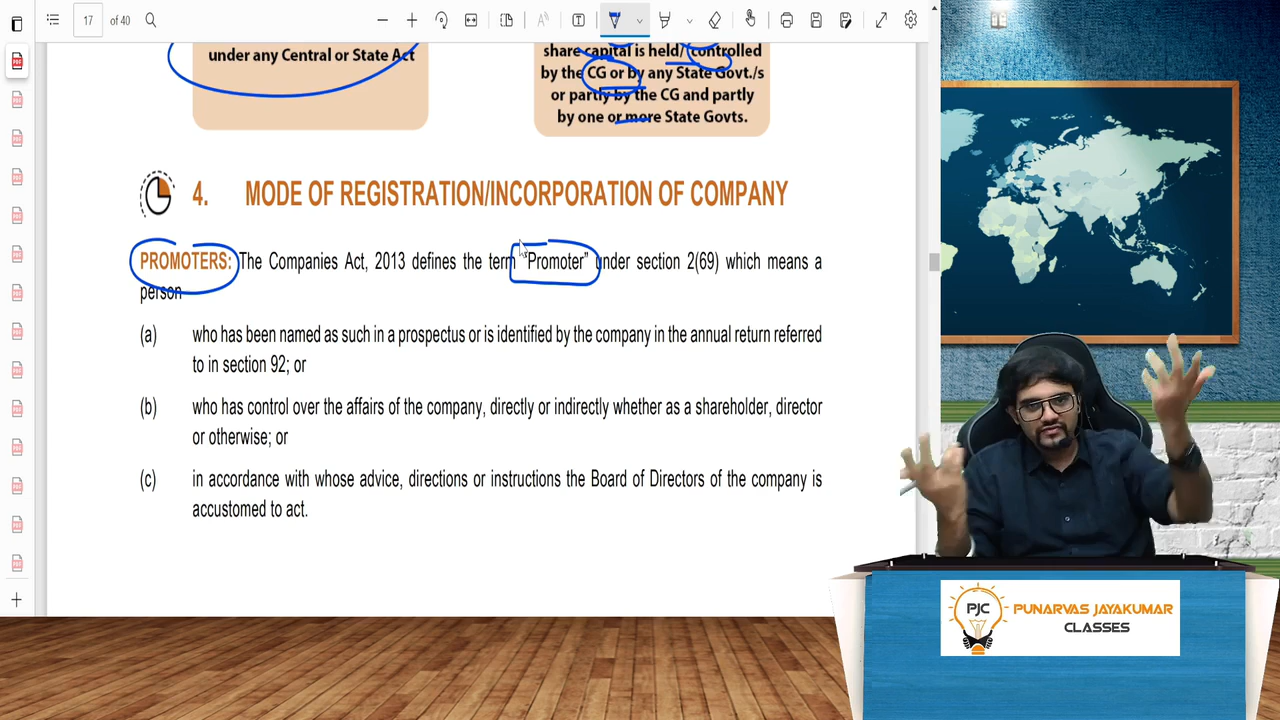 17
of 40
under any Central or State Act
share capital is held/ controlled
by the CG or by any State Govt./s
or partly by the CG and partly
by one or more State Govts.
4. MODE OF REGISTRATION/INCORPORATION OF COMPANY
PROMOTERS: The Companies Act, 2013 defines the term "Promoter" under section 2(69) which means a
person
(a) who has been named as such in a prospectus or is identified by the company in the annual return referred
to in section 92; or
(b) who has control over the affairs of the company, directly or indirectly whether as a shareholder, director
or otherwise; or
(c) in accordance with whose advice, directions or instructions the Board of Directors of the company is
accustomed to act.
PJC
PUNARVAS JAYAKUMAR
CLASSES